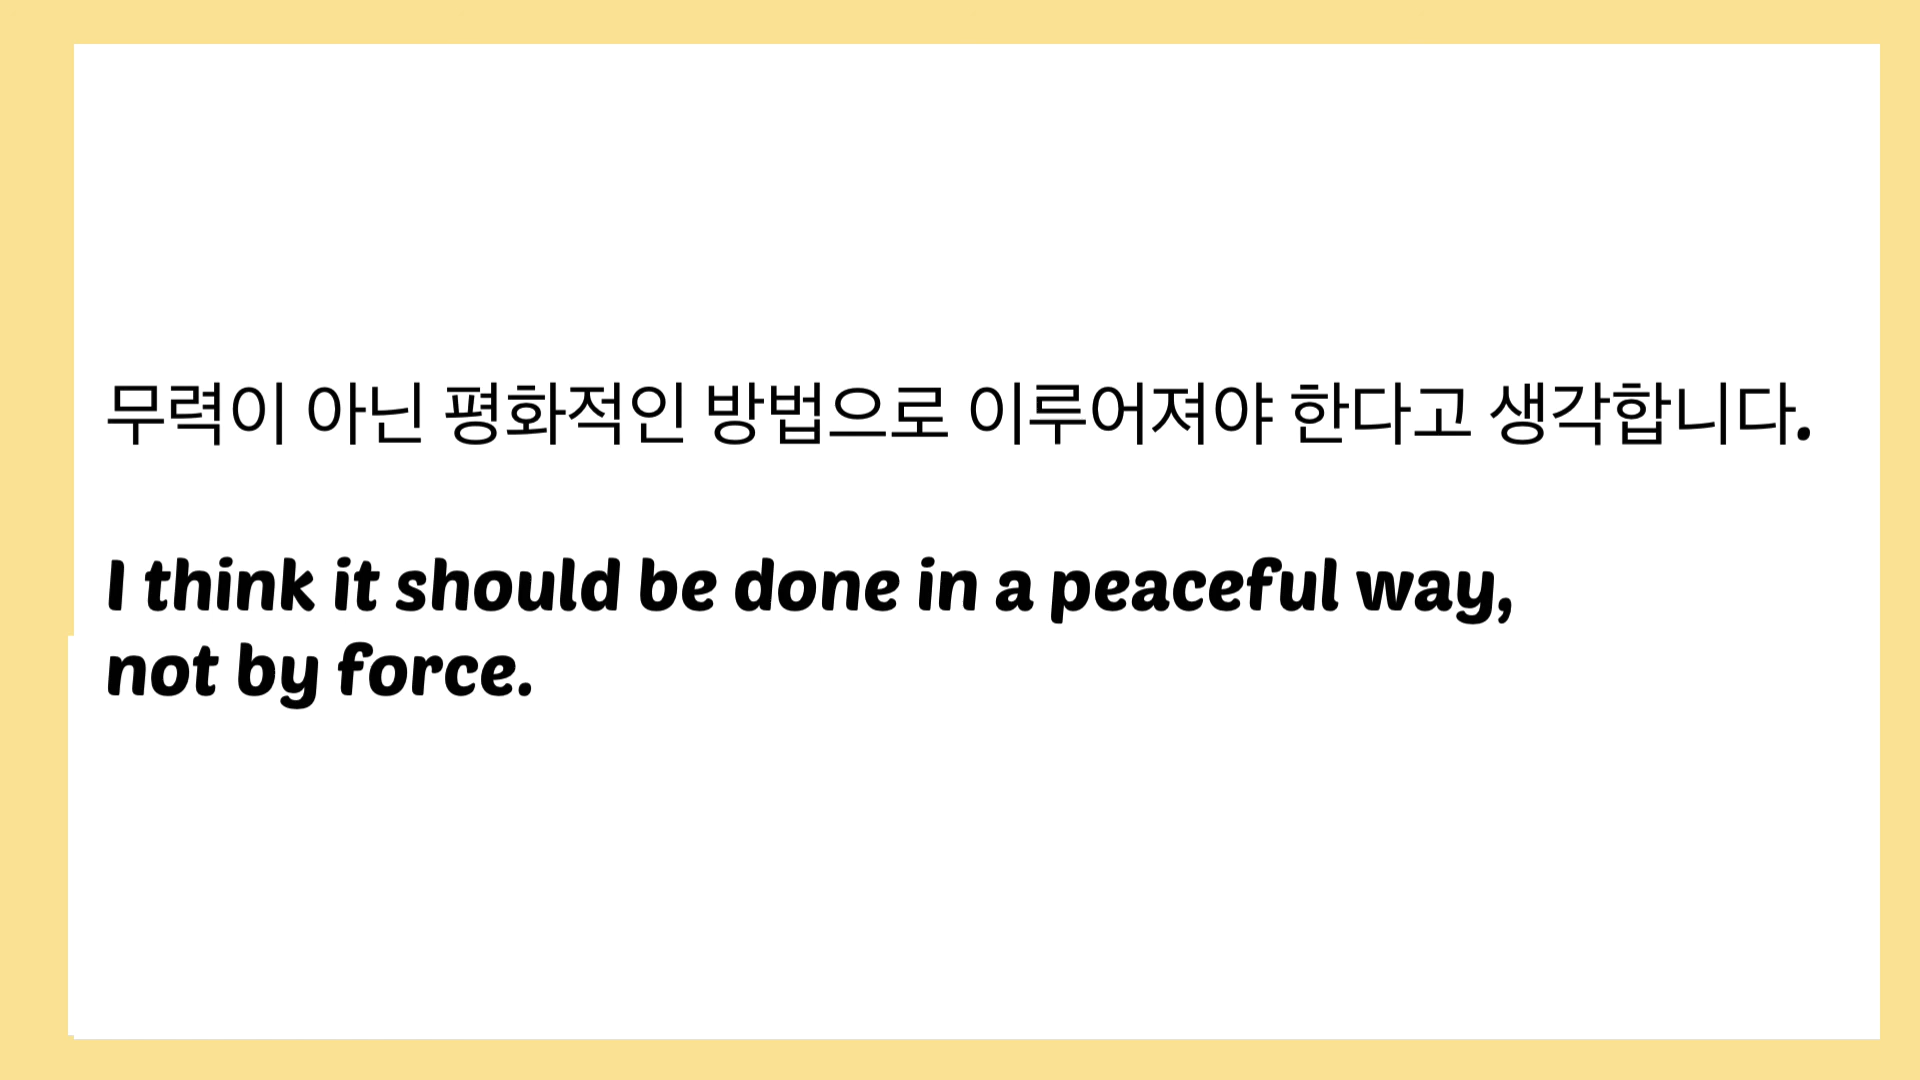 무력이 아닌 평화적인 방법으로 이루어져야 한다고 생각합니다.
I think it should be done in a peaceful way,
not by force.